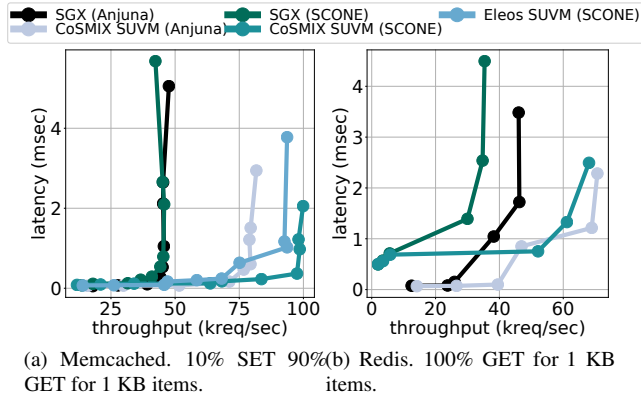 SGX (Anjuna) SGX (SCONE) Eleos SUVM (SCONE)
CoSMIX SUVM (Anjuna) CoSMIX SUVM (SCONE)
latency (msec)
4
2
0
25 50 75 100
throughput (kreq/sec)
latency (msec)
5
4
3
2
1
0
20 40 60
throughput (kreq/sec)
(a) Memcached. 10% SET 90%
GET for 1 KB items.
(b) Redis. 100% GET for 1 KB
items.